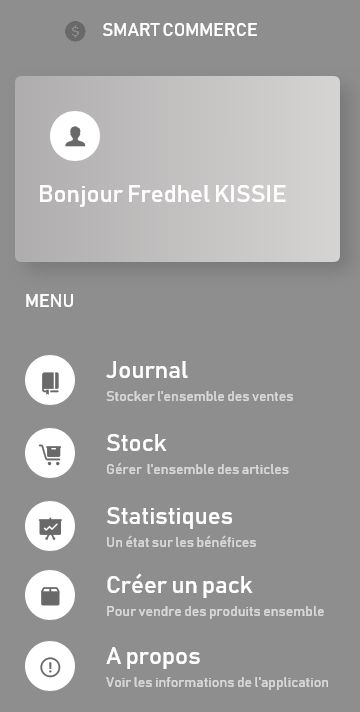 SMART COMMERCE
Bonjour Fredhel KISSIE
MENU
Journal
Stocker l'ensemble des ventes
Stock
Gérer l'ensemble des articles
Statistiques
Un état sur les bénéfices
Créer un pack
Pour vendre des produits ensemble
A propos
Voir les informations de l'application